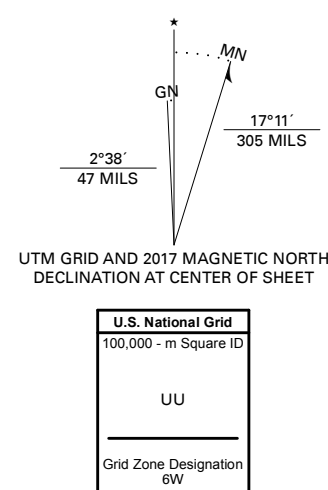 ★
MN
GN
17°11´
305 MILS
2°38´
47 MILS
UTM GRID AND 2017 MAGNETIC NORTH
DECLINATION AT CENTER OF SHEET
U.S. National Grid
100,000 - m Square ID
UU
Grid Zone Designation
6W